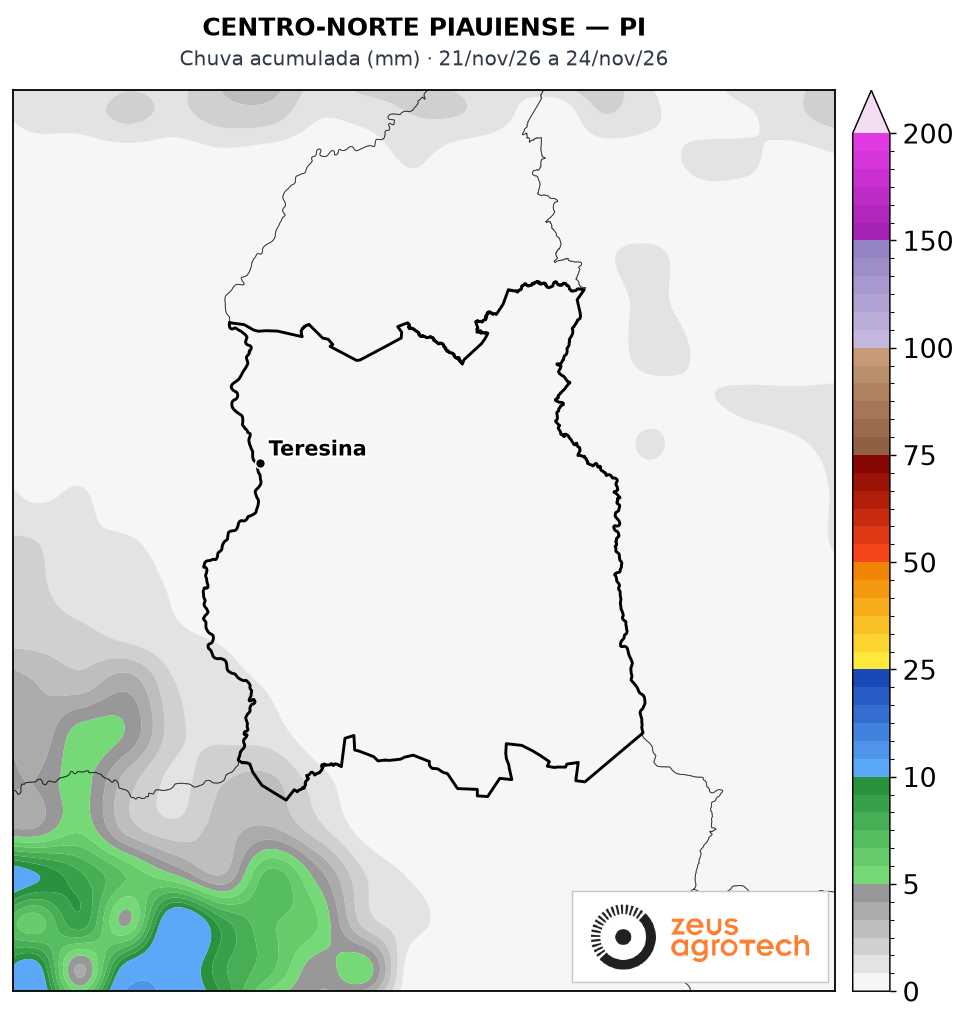 CENTRO-NORTE PIAUIENSE — PI
Chuva acumulada (mm) · 21/nov/26 a 24/nov/26
200
150
100
75
50
25
10
5
0
Teresina
zeus
agrotech